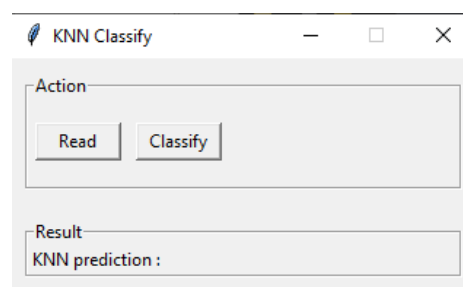 KNN Classify
Action
Read Classify
Result
KNN prediction :